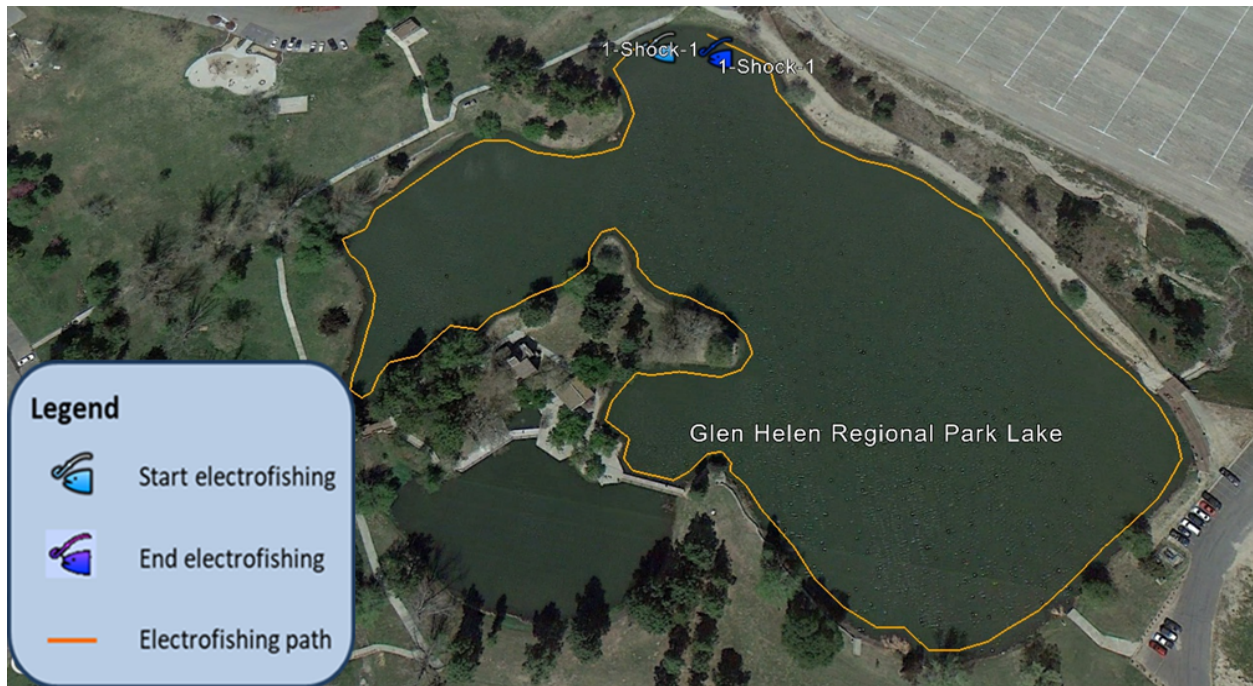 1-Shock-1
1-Shock-1
Glen Helen Regional Park Lake
Legend
Start electrofishing
End electrofishing
Electrofishing path